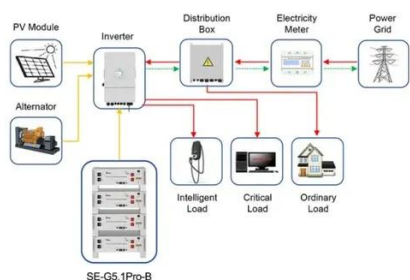 PV Module
Inverter
Distribution
Box
Electricity
Meter
Power
Grid
Alternator
Intelligent
Load
Critical
Load
Ordinary
Load
SE-G5.1Pro-B